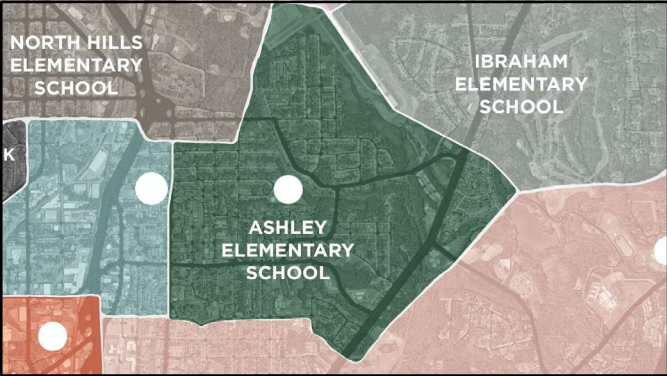 NORTH HILLS
ELEMENTARY
SCHOOL
IBRAHAM
ELEMENTARY
SCHOOL
K
ASHLEY
ELEMENTARY
SCHOOL